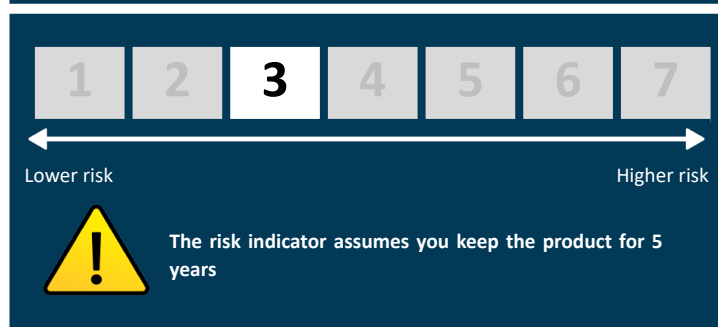 1 2 3 4 5 6 7
Lower risk Higher risk
The risk indicator assumes you keep the product for 5
years